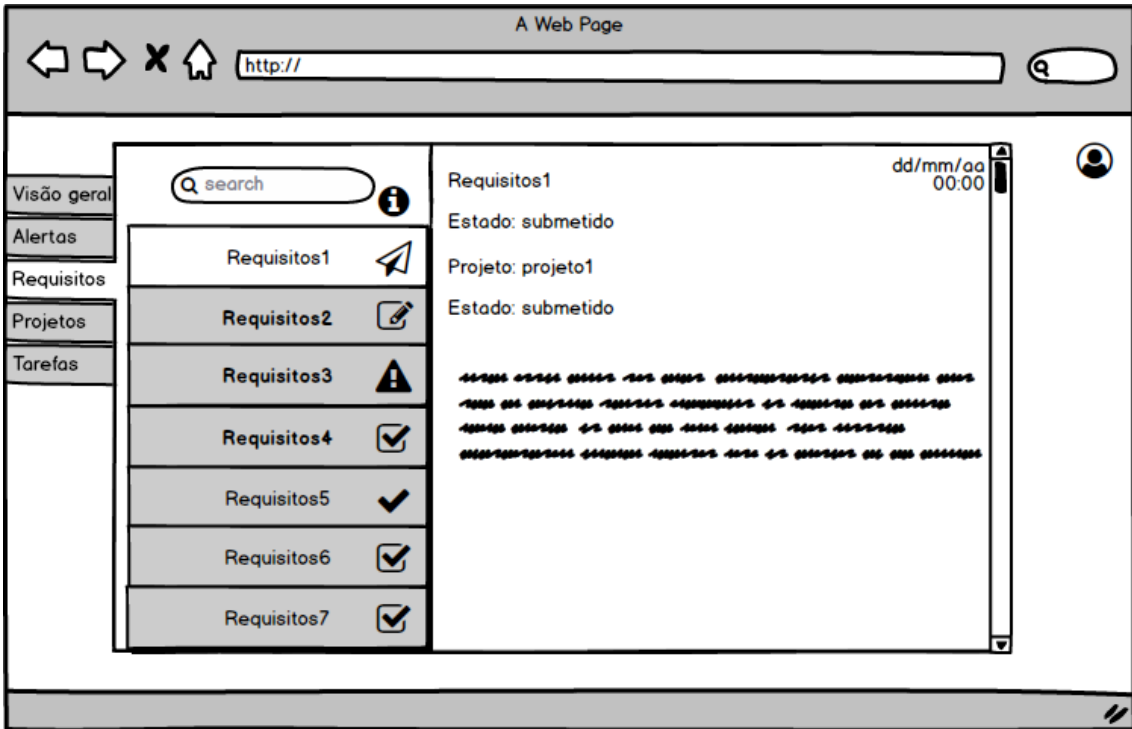 A Web Page
http://
Visão geral
Alertas
Requisitos
Projetos
Tarefas
search
Requisitos1
Requisitos2
Requisitos3
Requisitos4
Requisitos5
Requisitos6
Requisitos7
Requisitos1
dd/mm/aa
00:00
Estado: submetido
Projeto: projeto1
Estado: submetido